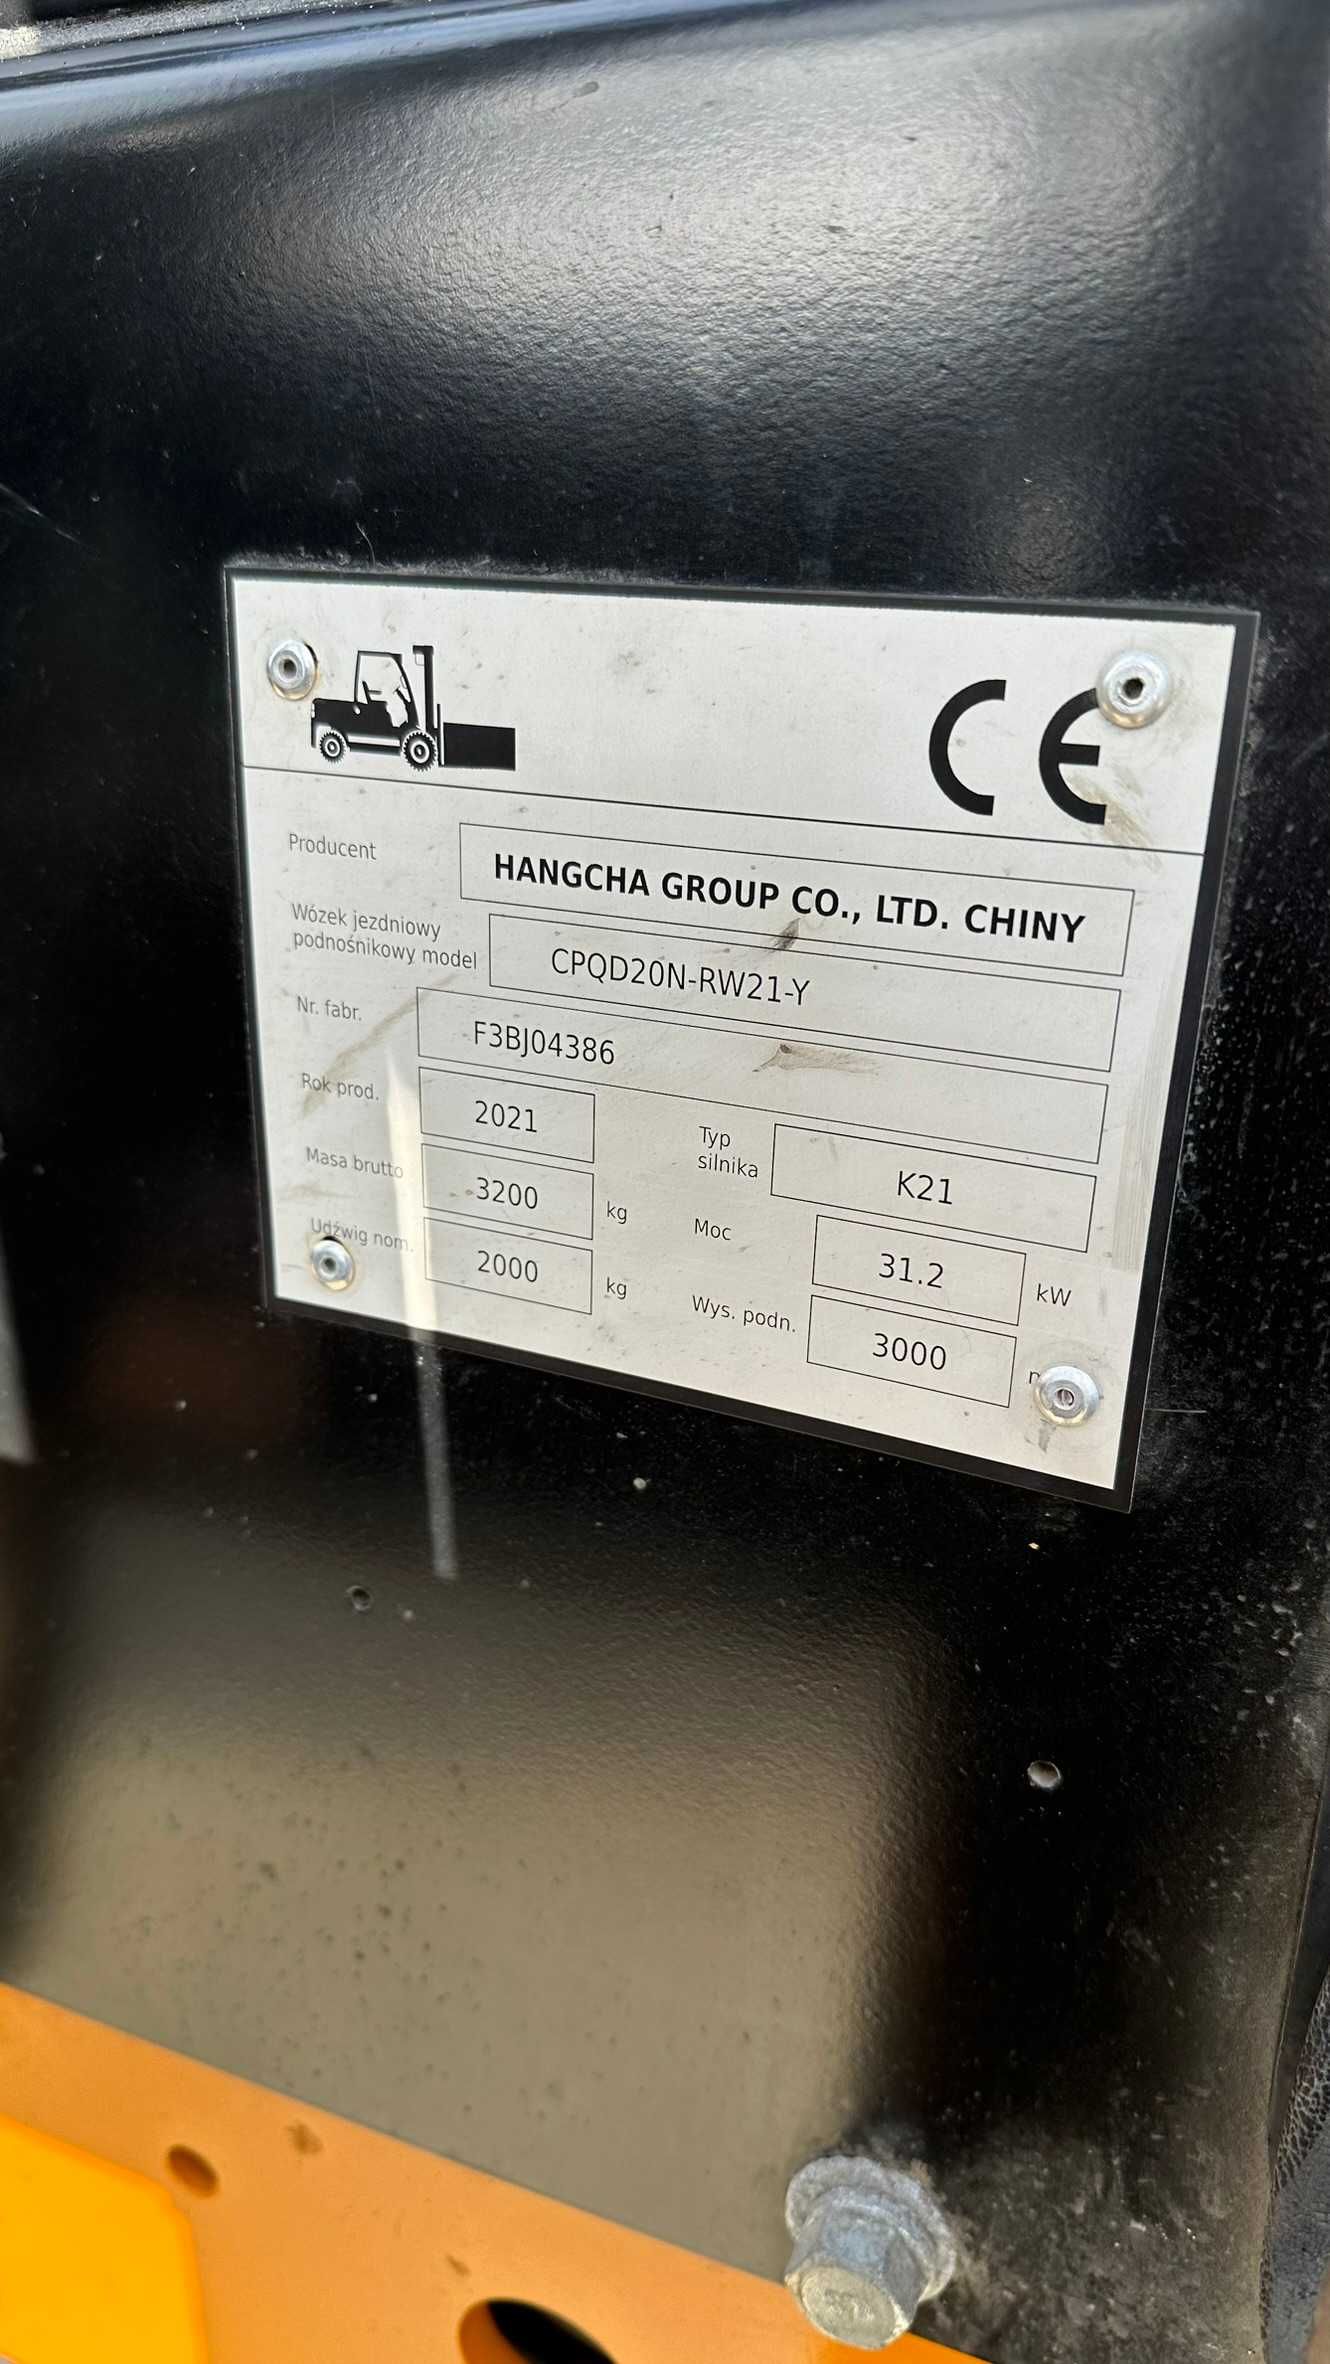 CE
Producent HANGCHA GROUP CO., LTD. CHINY
Wózek jezdniowy
podnośnikowy model CPQD20N-RW21-Y
Nr. fabr. F3BJ04386
Rok prod. 2021
Typ
silnika K21
Masa brutto 3200 kg
Moc 31.2 kW
Udźwig nom. 2000 kg
Wys. podn. 3000